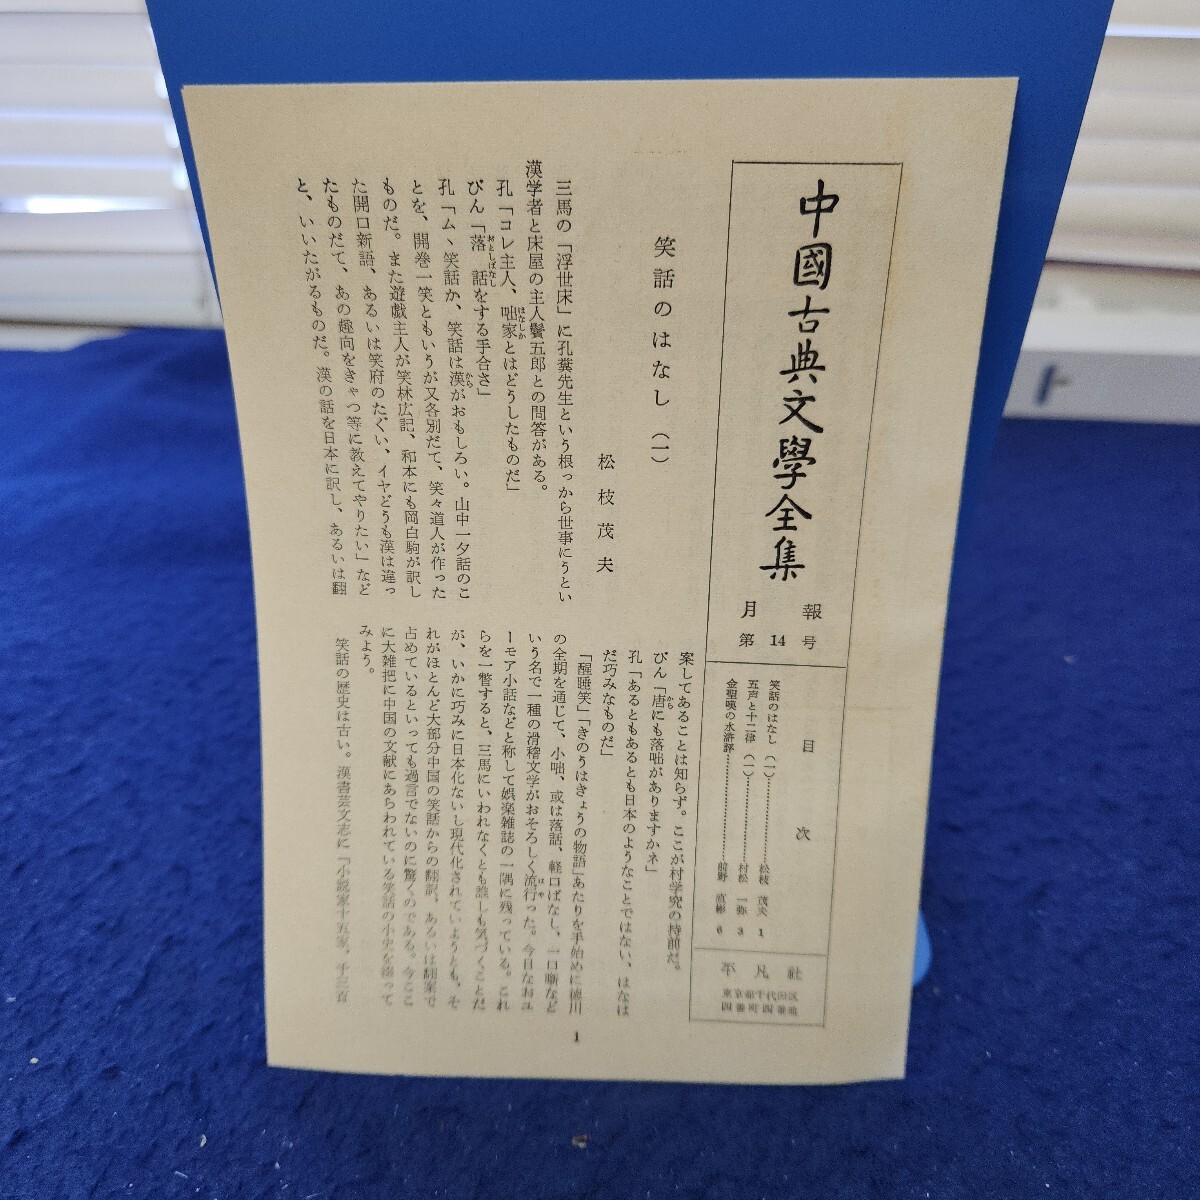 中國古典文學全集
月報
第14号
目次
笑話のはなし（一）…………松枝 茂夫 1
五声と十二律（一）…………村松 一弥 3
金聖嘆の水滸評…………前野 直彬 6
平凡社
東京都千代田区
四番町四番地
笑話のはなし（一）
松枝茂夫
三馬の「浮世床」に孔糞先生という根っから世事にうとい
漢学者と床屋の主人鬢五郎との問答がある。
孔「コレ主人、咄家とはどうしたものだ」
びん「落話をする手合さ」
孔「ムヽ笑話か、笑話は漢がおもしろい。山中一夕話のこ
とを、開巻一笑ともいうが又各別だて、笑々道人が作った
ものだ。また遊戯主人が笑林広記、和本にも岡白駒が訳し
た開口新語、あるいは笑府のたぐい、イヤどうも漢は違っ
たものだて、あの趣向をきゃつ等に教えてやりたい」など
と、いいたがるものだ。漢の話を日本に訳し、あるいは翻
案してあることは知らず。ここが村学究の持前だ。
びん「唐にも落咄がありますかネ」
孔「あるともあるとも日本のようなことではない、はなは
だ巧みなものだ」
「醒睡笑」「きのうはきょうの物語」あたりを手始めに徳川
の全期を通じて、小咄、或は落話、軽口ばなし、一口噺など
いう名で一種の滑稽文学がおそろしく流行った。今日なおユ
ーモア小話などと称して娯楽雑誌の一隅に残っている。これ
らを一瞥すると、三馬にいわれなくとも誰しも気づくことだ
が、いかに巧みに日本化ないし現代化されていようとも、そ
れがほとんど大部分中国の笑話からの翻訳、あるいは翻案で
占めているといっても過言でないのに驚くのである。今ここ
に大雑把に中国の文献にあらわれている笑話の小史を綴って
みよう。
笑話の歴史は古い。漢書芸文志に「小説家十五家、千三百
1